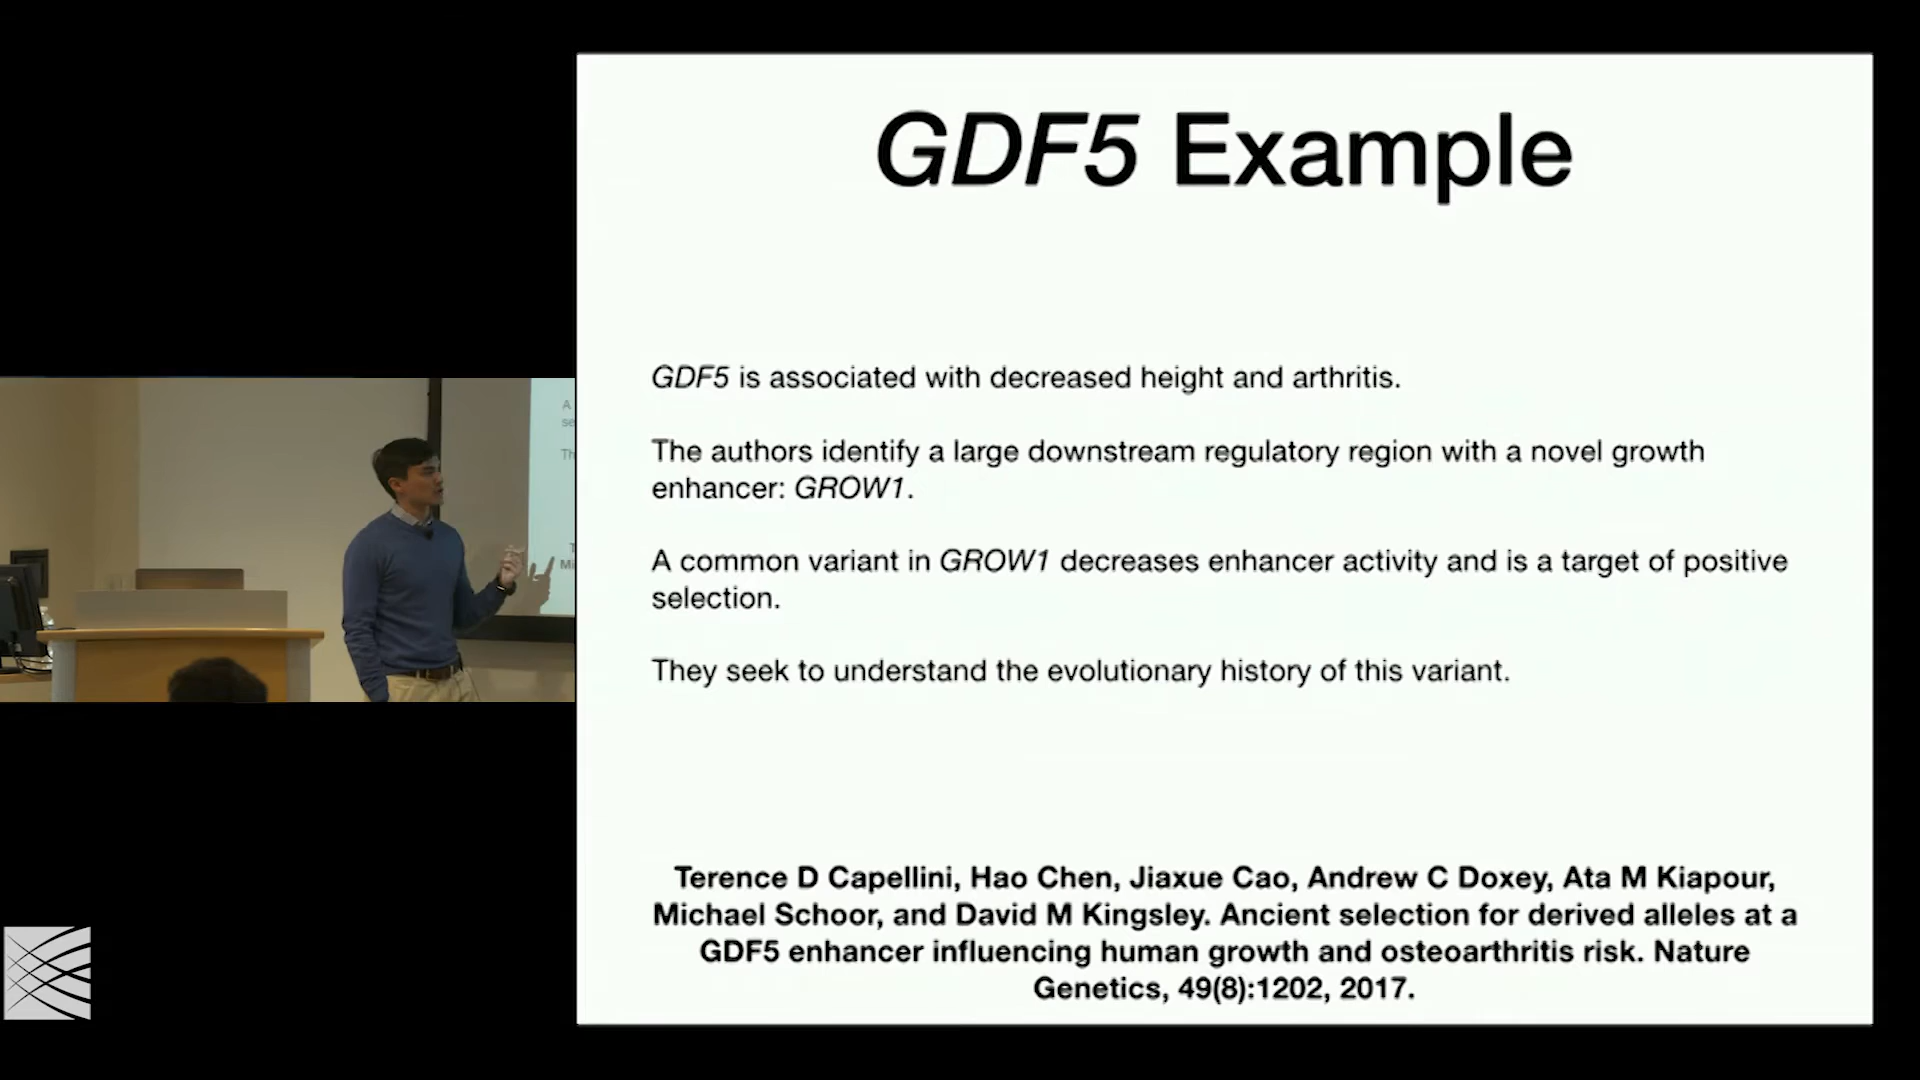 GDF5 Example
GDF5 is associated with decreased height and arthritis.
The authors identify a large downstream regulatory region with a novel growth
enhancer: GROW1.
A common variant in GROW1 decreases enhancer activity and is a target of positive
selection.
They seek to understand the evolutionary history of this variant.
Terence D Capellini, Hao Chen, Jiaxue Cao, Andrew C Doxey, Ata M Kiapour,
Michael Schoor, and David M Kingsley. Ancient selection for derived alleles at a
GDF5 enhancer influencing human growth and osteoarthritis risk. Nature
Genetics, 49(8):1202, 2017.
A
se
Th
Mi